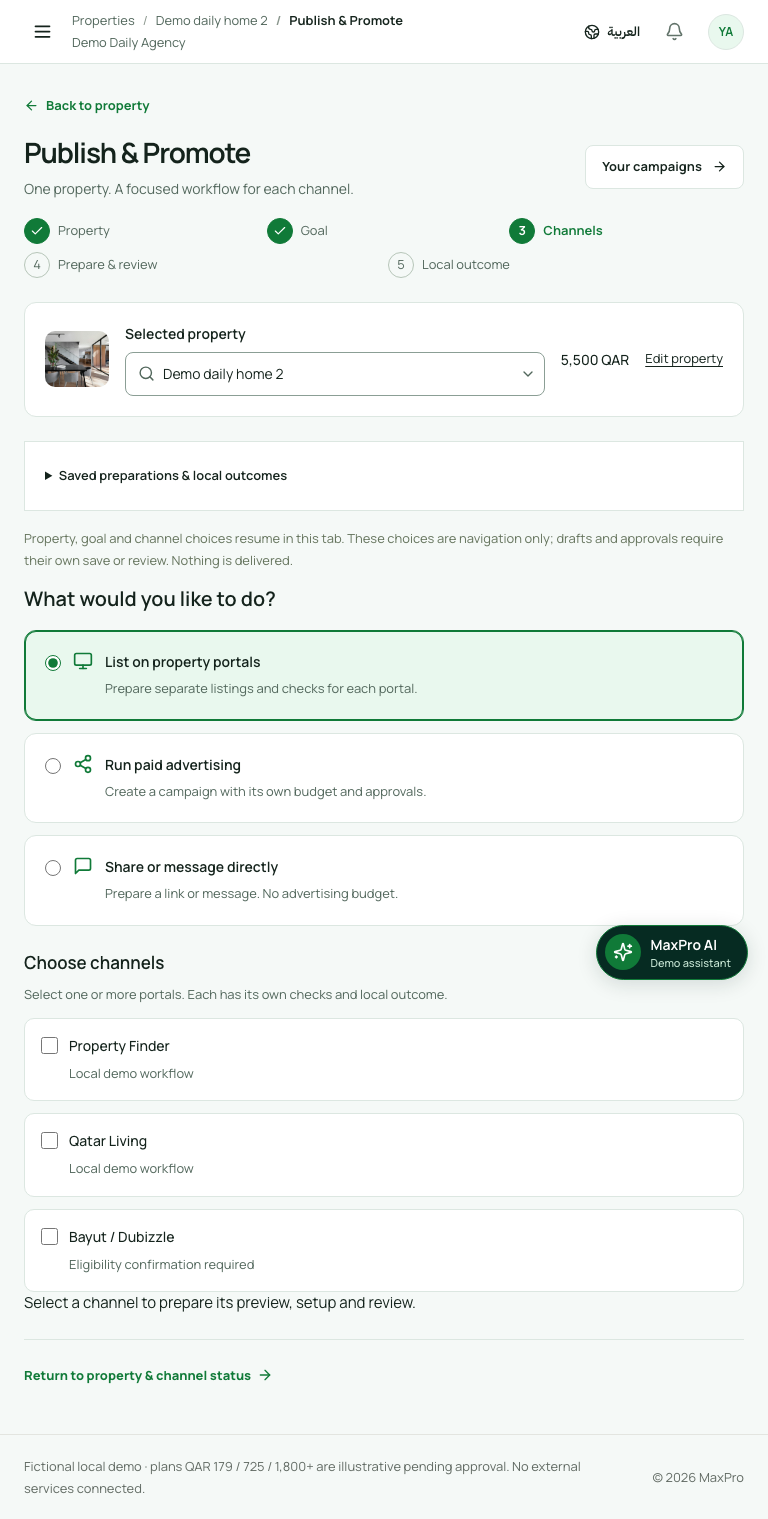 Properties / Demo daily home 2 / Publish & Promote
Demo Daily Agency
العربية
YA
Back to property
Publish & Promote
One property. A focused workflow for each channel.
Your campaigns
Property
Goal
3 Channels
4 Prepare & review
5 Local outcome
Selected property
Demo daily home 2
5,500 QAR
Edit property
Saved preparations & local outcomes
Property, goal and channel choices resume in this tab. These choices are navigation only; drafts and approvals require
their own save or review. Nothing is delivered.
What would you like to do?
List on property portals
Prepare separate listings and checks for each portal.
Run paid advertising
Create a campaign with its own budget and approvals.
Share or message directly
Prepare a link or message. No advertising budget.
MaxPro AI
Demo assistant
Choose channels
Select one or more portals. Each has its own checks and local outcome.
Property Finder
Local demo workflow
Qatar Living
Local demo workflow
Bayut / Dubizzle
Eligibility confirmation required
Select a channel to prepare its preview, setup and review.
Return to property & channel status
Fictional local demo · plans QAR 179 / 725 / 1,800+ are illustrative pending approval. No external
services connected.
© 2026 MaxPro